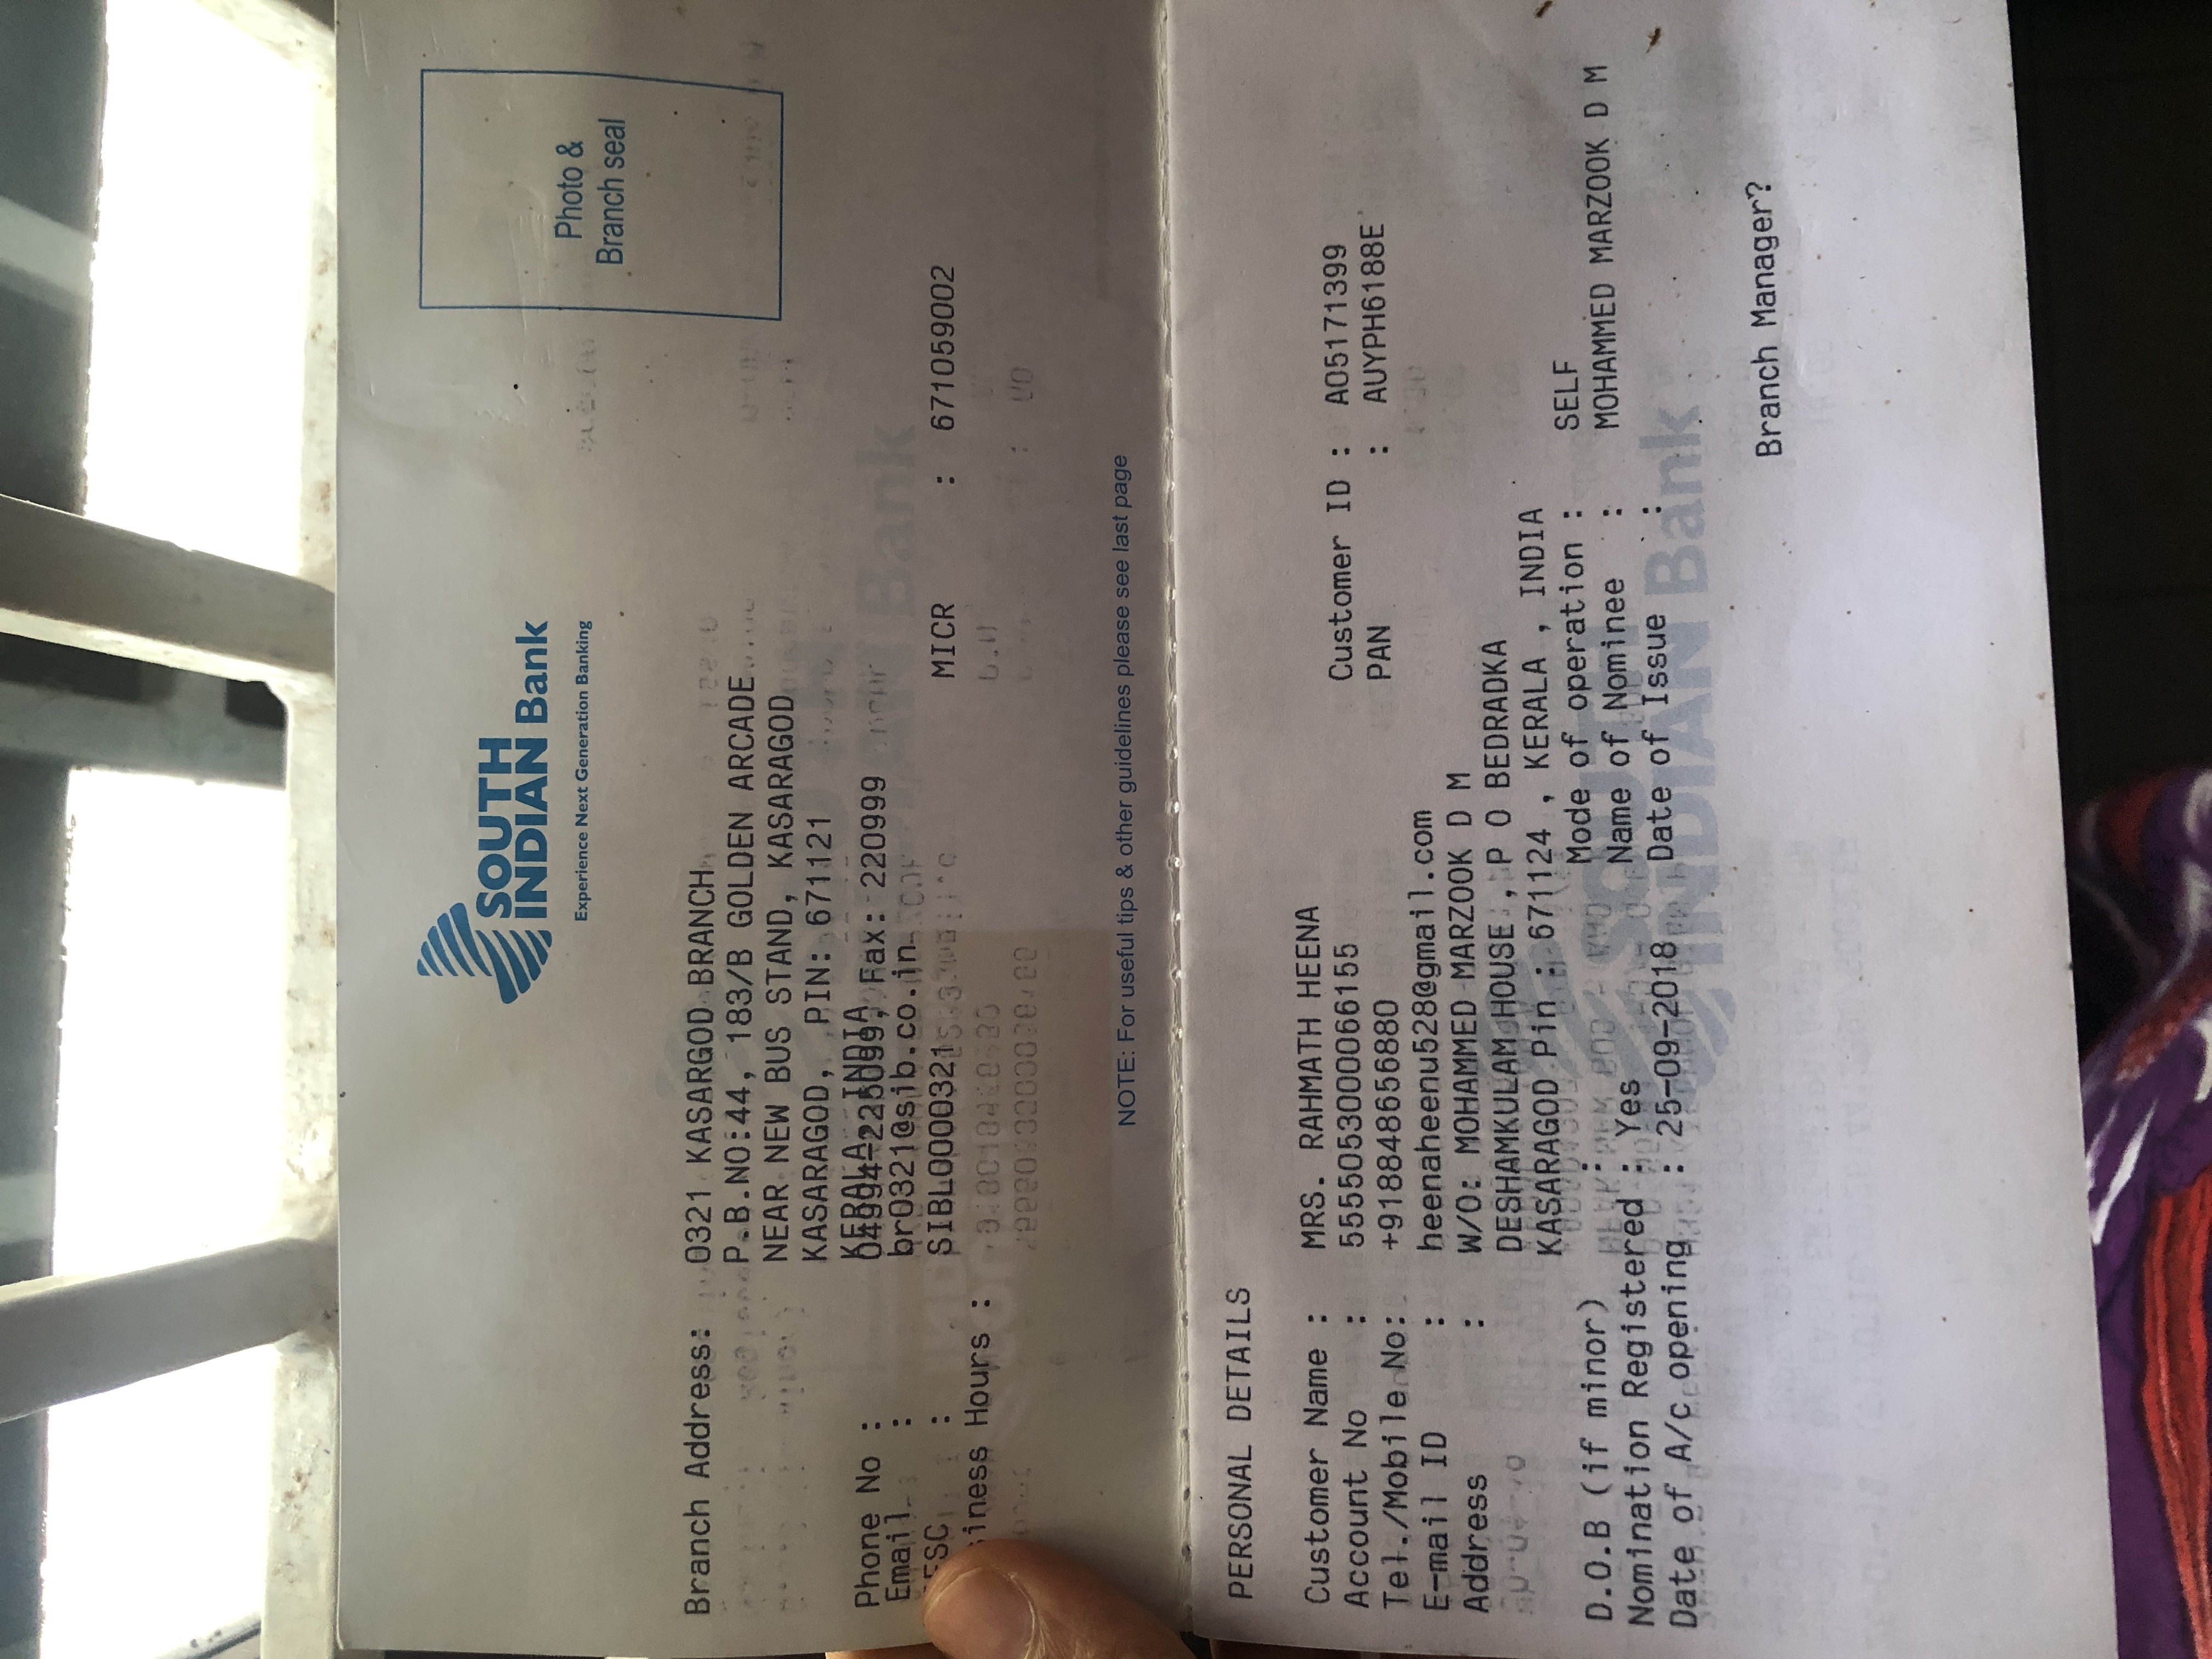 SOUTH
INDIAN Bank
Experience Next Generation Banking
Photo &
Branch seal
Branch Address: 0321 KASARGOD BRANCH
P.B.NO:44, 183/B GOLDEN ARCADE
NEAR NEW BUS STAND, KASARAGOD
KASARAGOD, PIN: 671121
KERALA, INDIA
Phone No : 04994-225099, Fax: 220999
Email : br0321@sib.co.in
: SIBL0000321 MICR : 671059002
Hours :
NOTE: For useful tips & other guidelines please see last page
PERSONAL DETAILS
Customer Name : MRS. RAHMATH HEENA
Account No : 5555053000066155 Customer ID : A05171399
Tel./Mobile No: +918848656880 PAN : AUYPH6188E
E-mail ID : heenaheenu528@gmail.com
Address : W/O: MOHAMMED MARZOOK D M
DESHAMKULAM HOUSE , P O BEDRADKA
KASARAGOD Pin : 671124 , KERALA , INDIA
D.O.B (if minor) : Mode of operation : SELF
Nomination Registered : Yes Name of Nominee : MOHAMMED MARZOOK D M
Date of A/c opening : 25-09-2018 Date of Issue :
SOUTH
INDIAN Bank
Branch Manager?